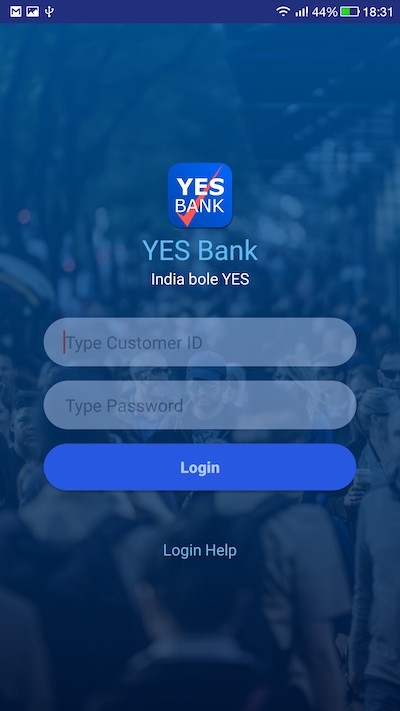 44% 18:31
YES
BANK
YES Bank
India bole YES
Type Customer ID
Type Password
Login
Login Help